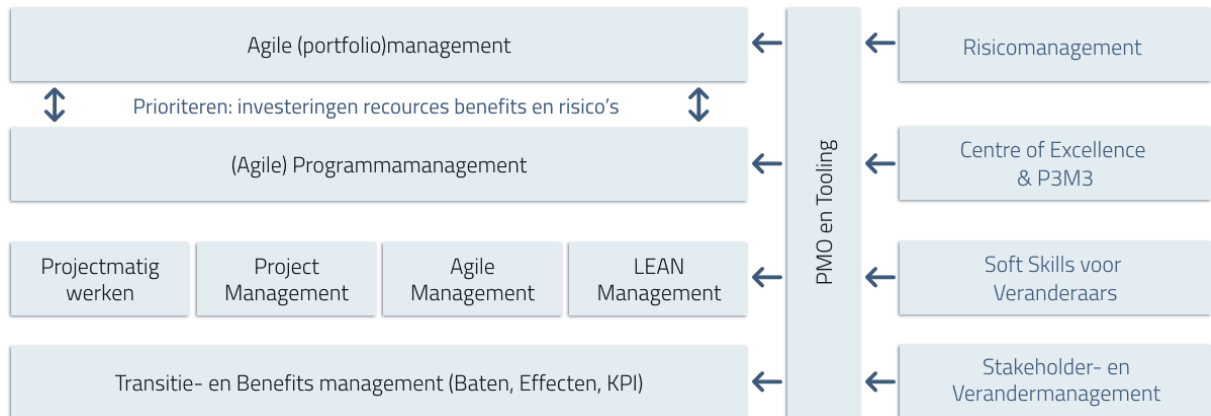 Agile (portfolio)management
Prioriteren: investeringen recources benefits en risico's
(Agile) Programmamanagement
Projectmatig
werken
Project
Management
Agile
Management
LEAN
Management
Transitie- en Benefits management (Baten, Effecten, KPI)
PMO en Tooling
Risicomanagement
Centre of Excellence
& P3M3
Soft Skills voor
Veranderaars
Stakeholder- en
Verandermanagement